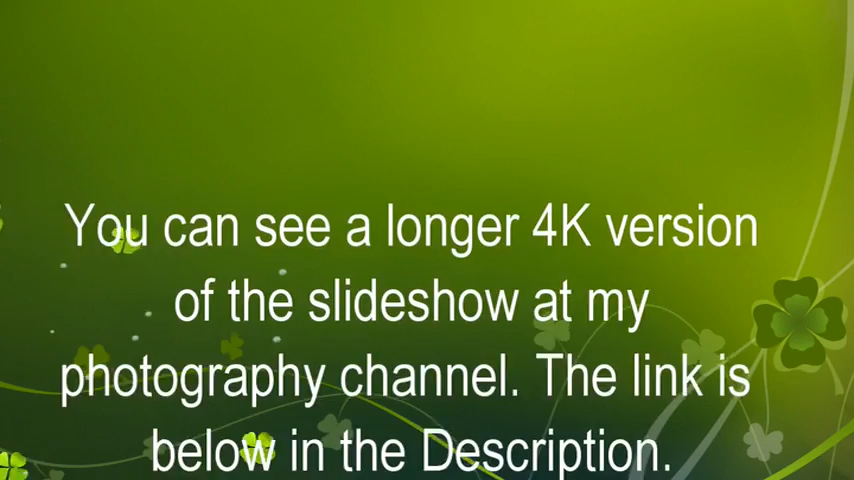 You can see a longer 4K version
of the slideshow at my
photography channel. The link is
below in the Description.